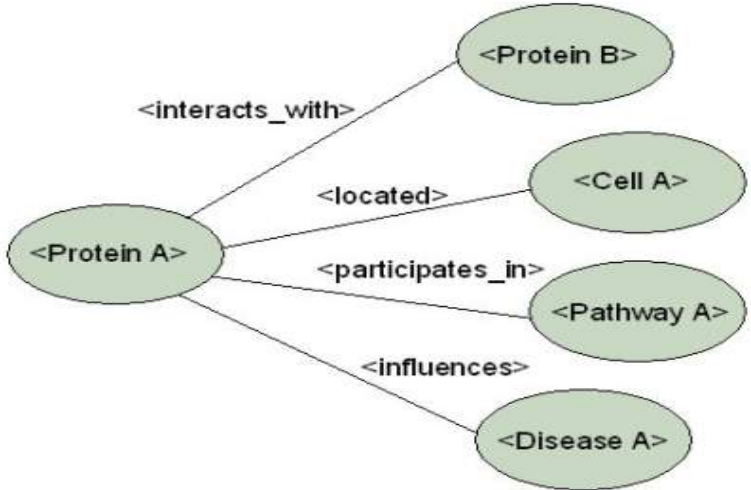 <Protein B>
<interacts_with>
<Cell A>
<located>
<Protein A>
<participates_in>
<Pathway A>
<influences>
<Disease A>